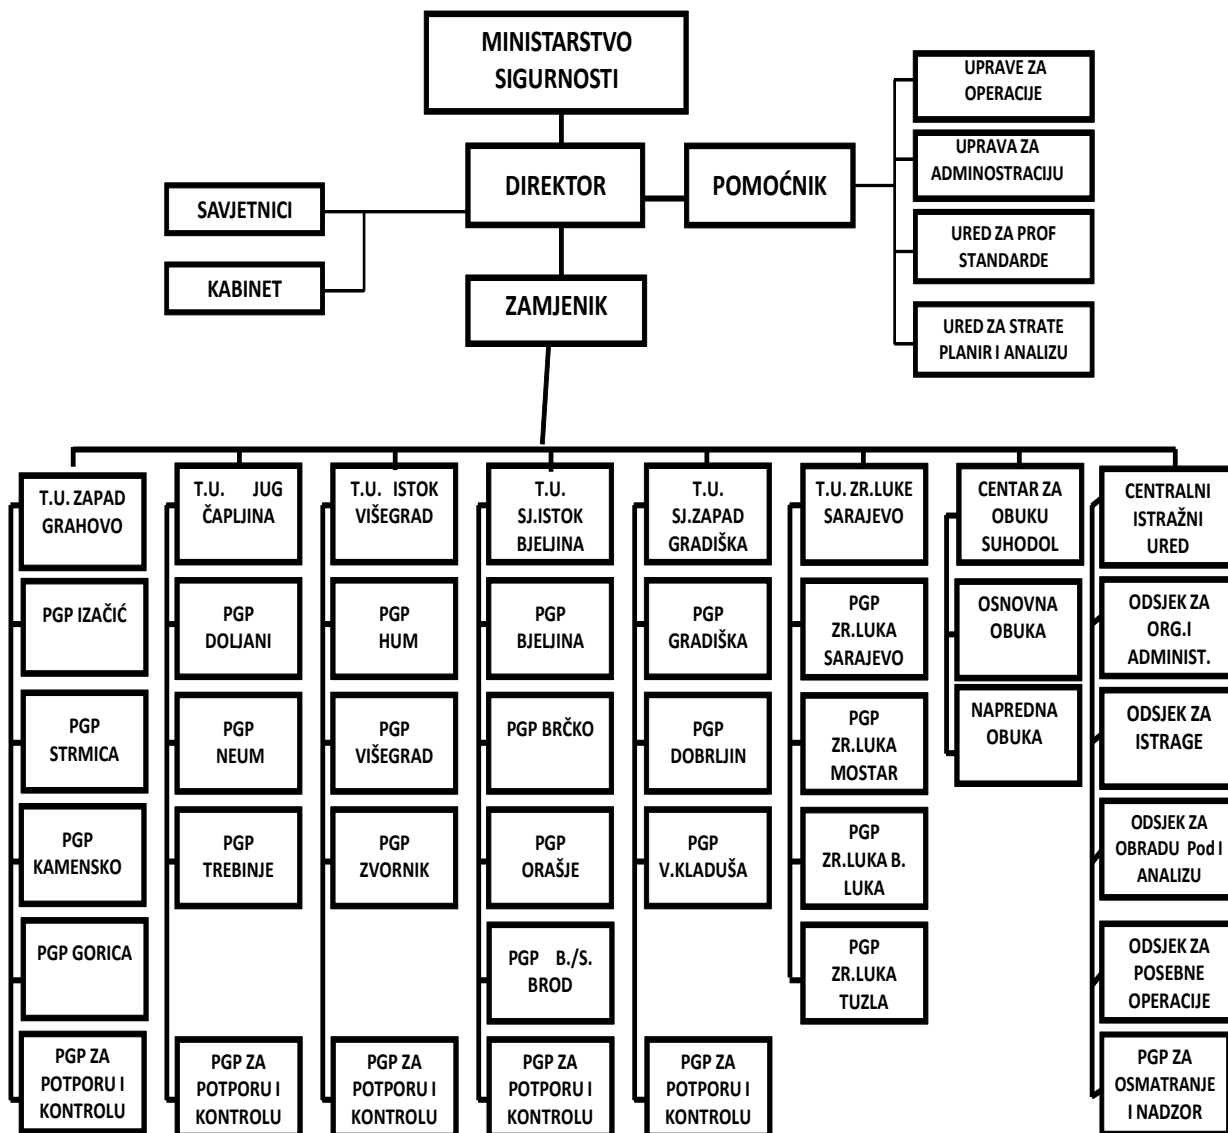 MINISTARSTVO
SIGURNOSTI
UPRAVE ZA
OPERACIJE
DIREKTOR
POMOĆNIK
UPRAVA ZA
ADMINOSTRACIJU
SAVJETNICI
URED ZA PROF
STANDARDE
KABINET
ZAMJENIK
URED ZA STRATE
PLANIR I ANALIZU
T.U. ZAPAD
GRAHOVO
PGP IZAČIĆ
PGP
STRMICA
PGP
KAMENSKO
PGP GORICA
PGP ZA
POTPORU I
KONTROLU
T.U. JUG
ČAPLJINA
PGP
DOLJANI
PGP
NEUM
PGP
TREBINJE
PGP ZA
POTPORU I
KONTROLU
T.U. ISTOK
VIŠEGRAD
PGP
HUM
PGP
VIŠEGRAD
PGP
ZVORNIK
PGP ZA
POTPORU I
KONTROLU
T.U.
SJ.ISTOK
BJELJINA
PGP
BJELJINA
PGP BRČKO
PGP
ORAŠJE
PGP B./S.
BROD
PGP ZA
POTPORU I
KONTROLU
T.U.
SJ.ZAPAD
GRADIŠKA
PGP
GRADIŠKA
PGP
DOBRLJIN
PGP
V.KLADUŠA
PGP ZA
POTPORU I
KONTROLU
T.U. ZR.LUKE
SARAJEVO
PGP
ZR.LUKA
SARAJEVO
PGP
ZR.LUKA
MOSTAR
PGP
ZR.LUKA B.
LUKA
PGP
ZR.LUKA
TUZLA
CENTAR ZA
OBUKU
SUHODOL
OSNOVNA
OBUKA
NAPREDNA
OBUKA
CENTRALNI
ISTRAŽNI
URED
ODSJEK ZA
ORG.I
ADMINIST.
ODSJEK ZA
ISTRAGE
ODSJEK ZA
OBRADU Pod I
ANALIZU
ODSJEK ZA
POSEBNE
OPERACIJE
PGP ZA
OSMATRANJE
I NADZOR